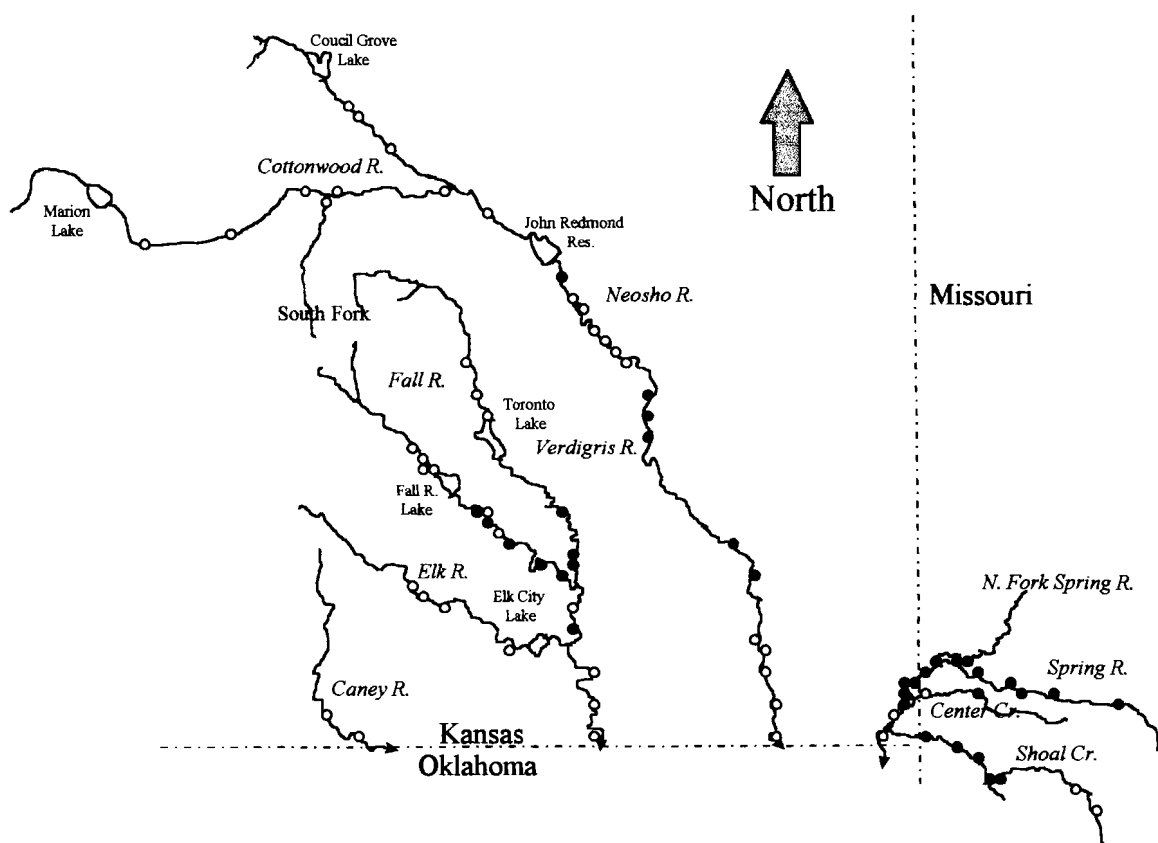 Coucil Grove
Lake
Cottonwood R.
North
Marion
Lake
John Redmond
Res.
Neosho R.
Missouri
South Fork
Fall R.
Toronto
Lake
Verdigris R.
Fall R.
Lake
Elk R.
Elk City
Lake
N. Fork Spring R.
Spring R.
Caney R.
Center Cr.
Kansas
Oklahoma
Shoal Cr.